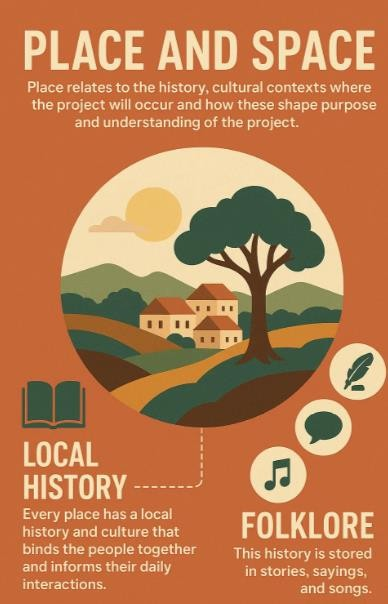 PLACE AND SPACE
Place relates to the history, cultural contexts where
the project will occur and how these shape purpose
and understanding of the project.
LOCAL
HISTORY
Every place has a local
history and culture that
binds the people together
and informs their daily
interactions.
FOLKLORE
This history is stored
in stories, sayings,
and songs.